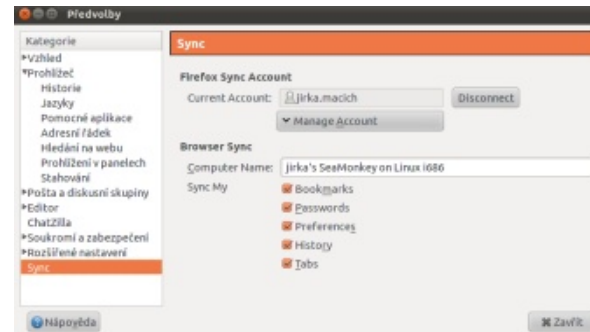 Předvolby
Kategorie
Vzhled
Prohlížeč
Historie
Jazyky
Pomocné aplikace
Adresní řádek
Hledání na webu
Prohlížení v panelech
Stahování
Pošta a diskusní skupiny
Editor
ChatZilla
Soukromí a zabezpečení
Rozšířené nastavení
Sync
Sync
Firefox Sync Account
Current Account: jirka.macich Disconnect
Manage Account
Browser Sync
Computer Name: jirka's SeaMonkey on Linux i686
Sync My Bookmarks
Passwords
Preferences
History
Tabs
Nápověda Zavřít